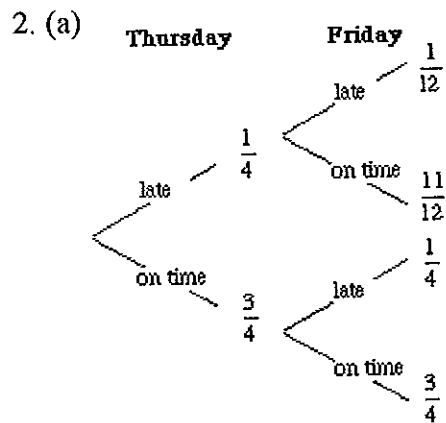 2. (a)
Thursday Friday
late 1/12
1/4
on time 11/12
late
on time
3/4
late 1/4
on time 3/4